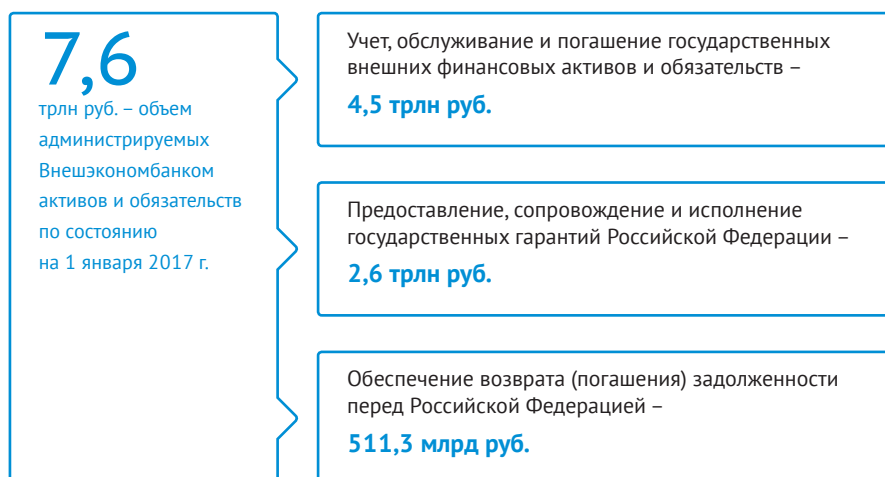 7,6
трлн руб. – объем
администрируемых
Внешэкономбанком
активов и обязательств
по состоянию
на 1 января 2017 г.
Учет, обслуживание и погашение государственных
внешних финансовых активов и обязательств –
4,5 трлн руб.
Предоставление, сопровождение и исполнение
государственных гарантий Российской Федерации –
2,6 трлн руб.
Обеспечение возврата (погашения) задолженности
перед Российской Федерацией –
511,3 млрд руб.